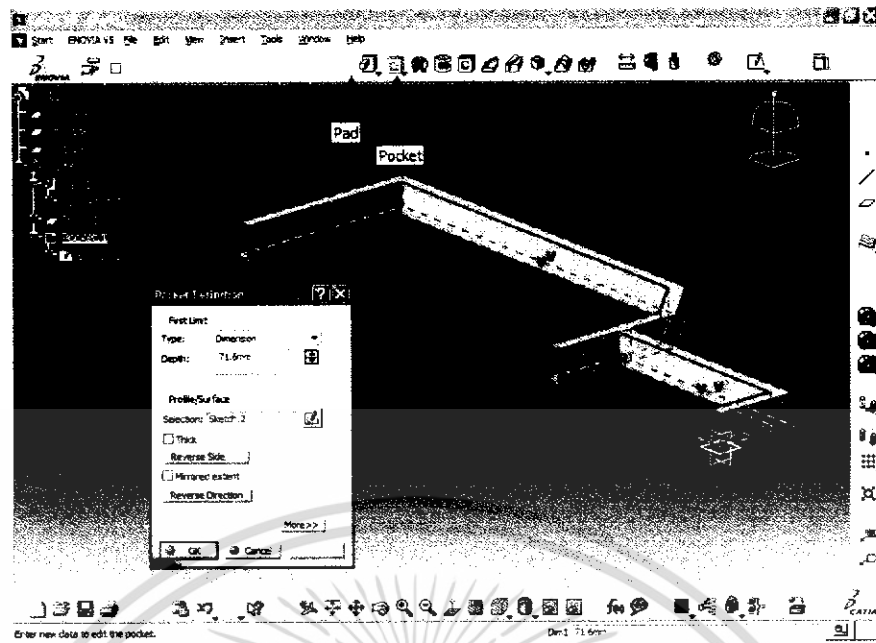 Start ENOVIA V5 File Edit View Insert Tools Window Help
ENOVIA
Pad
Pocket
Pocket Definition
First Limit
Type: Dimension
Depth: 71.6mm
Profile/Surface
Selection: Sketch.2
Thick
Reverse Side
Mirrored extent
Reverse Direction
More>>
OK Cancel
CATIA
Enter new data to edit the pocket. Dim1 71.6mm